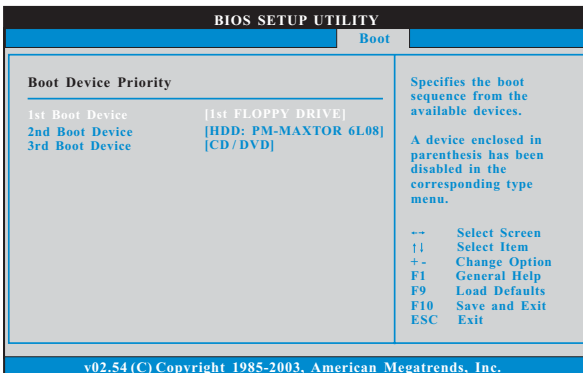 BIOS SETUP UTILITY
Boot
Boot Device Priority
1st Boot Device [1st FLOPPY DRIVE]
2nd Boot Device [HDD: PM-MAXTOR 6L08]
3rd Boot Device [CD/DVD]
Specifies the boot
sequence from the
available devices.
A device enclosed in
parenthesis has been
disabled in the
corresponding type
menu.
←→ Select Screen
↑↓ Select Item
+- Change Option
F1 General Help
F9 Load Defaults
F10 Save and Exit
ESC Exit
v02.54 (C) Copyright 1985-2003, American Megatrends, Inc.